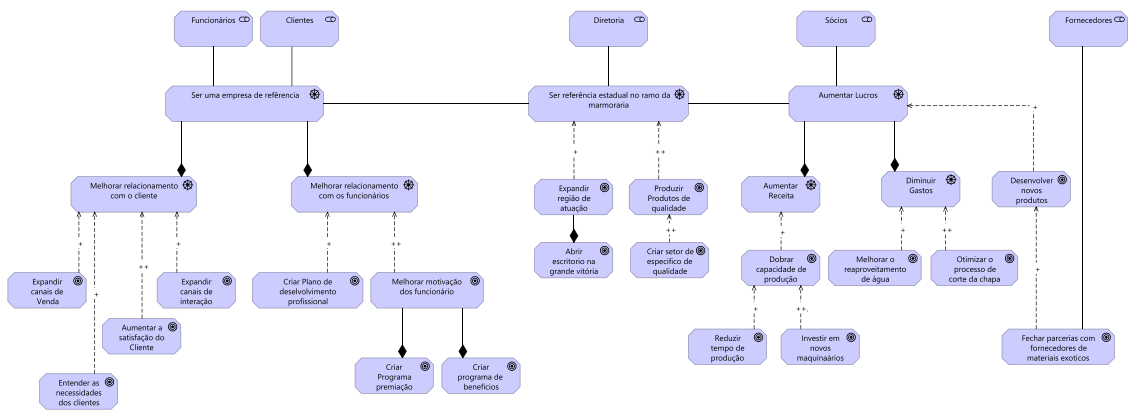 Funcionários
Clientes
Diretoria
Sócios
Fornecedores
Ser uma empresa de refêrencia
Ser referência estadual no ramo da
marmoraria
Aumentar Lucros
+
+
++
Melhorar relacionamento
com o cliente
Melhorar relacionamento
com os funcionários
Expandir
região de
atuação
Produzir
Produtos de
qualidade
Aumentar
Receita
Diminuir
Gastos
Desenvolver
novos
produtos
+
+
++
+
+
++
++
+
+
++
+
Abrir
escritorio na
grande vitória
Criar setor de
especifico de
qualidade
Dobrar
capacidade de
produção
Melhorar o
reaproveitamento
de água
Otimizar o
processo de
corte da chapa
Expandir
canais de
Venda
Expandir
canais de
interação
Criar Plano de
deselvolvimento
profissional
Melhorar motivação
dos funcionário
+
++
Aumentar a
satisfação do
Cliente
Reduzir
tempo de
produção
Investir em
novos
maquinaários
Fechar parcerias com
fornecedores de
materiais exoticos
Entender as
necessidades
dos clientes
Criar
Programa
premiação
Criar
programa de
beneficios